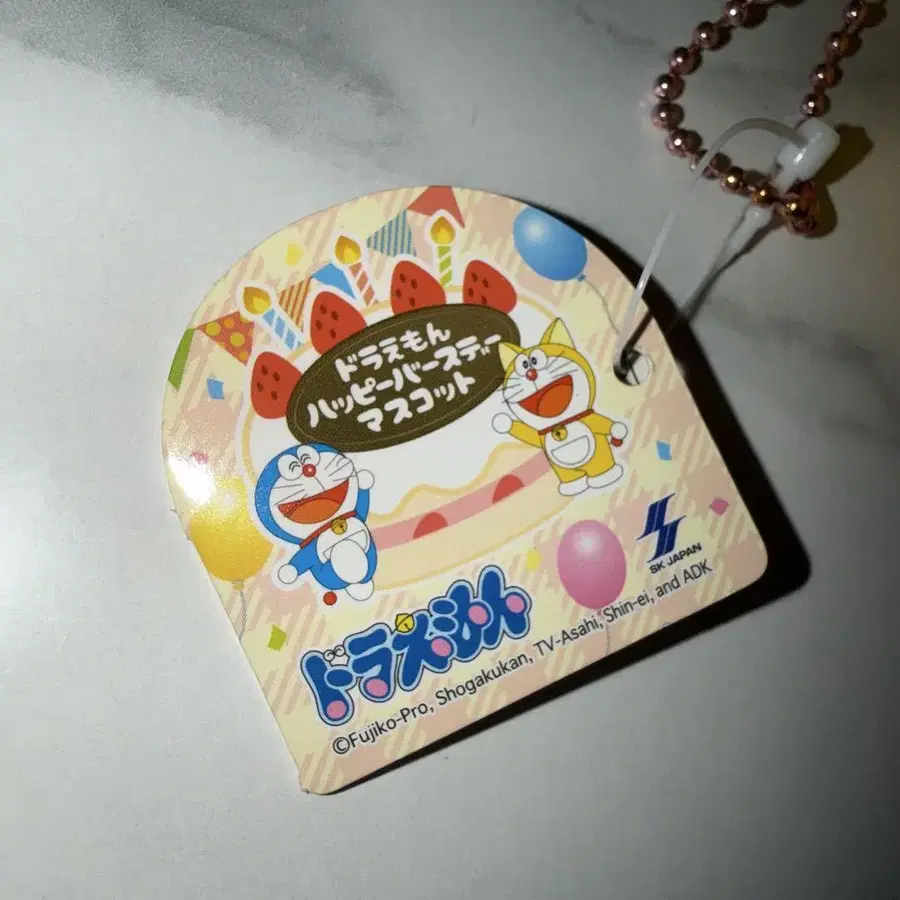 ドラえもん
ハッピーバースデー
マスコット
SK JAPAN
ドラえもん
©Fujiko-Pro, Shogakukan, TV-Asahi, Shin-ei, and ADK